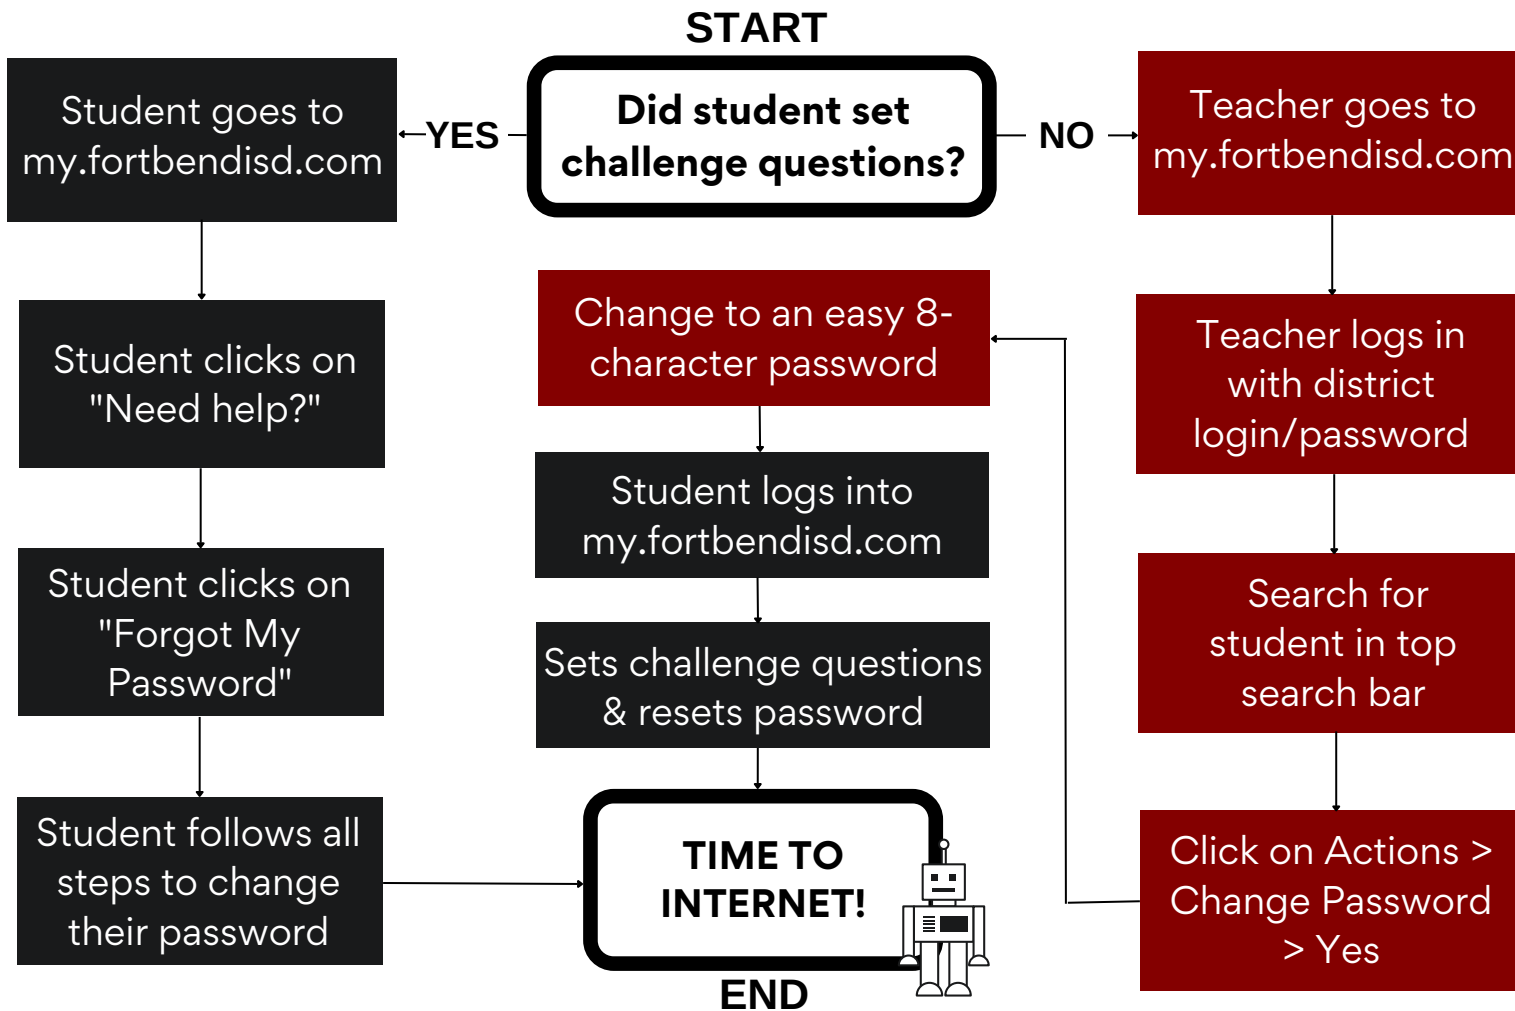 START
Did student set
challenge questions?
YES
NO
Student goes to
my.fortbendisd.com
Student clicks on
"Need help?"
Student clicks on
"Forgot My
Password"
Student follows all
steps to change
their password
Teacher goes to
my.fortbendisd.com
Teacher logs in
with district
login/password
Search for
student in top
search bar
Click on Actions >
Change Password
> Yes
Change to an easy 8-
character password
Student logs into
my.fortbendisd.com
Sets challenge questions
& resets password
TIME TO
INTERNET!
END